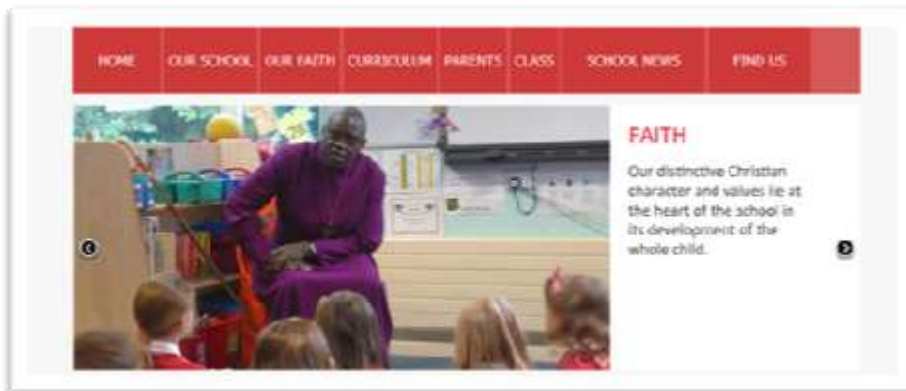 HOME OUR SCHOOL OUR FAITH CURRICULUM PARENTS CLASS SCHOOL NEWS FIND US
FAITH
Our distinctive Christian
character and values lie at
the heart of the school in
its development of the
whole child.